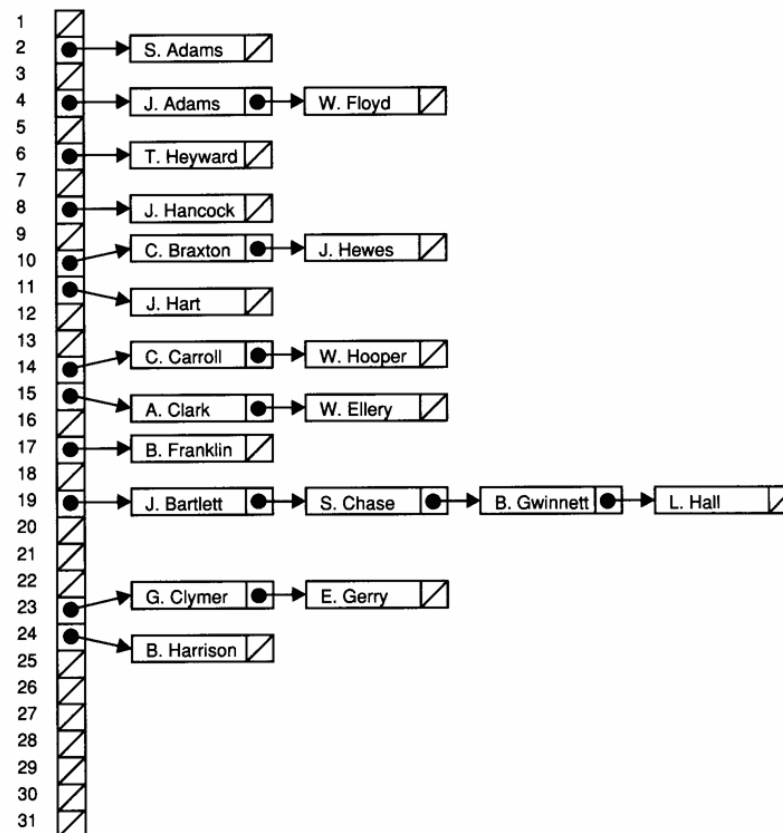 1
2 S. Adams
3
4 J. Adams W. Floyd
5
6 T. Heyward
7
8 J. Hancock
9
C. Braxton J. Hewes
10
11
J. Hart
12
13
C. Carroll W. Hooper
14
15
A. Clark W. Ellery
16
17 B. Franklin
18
19 J. Bartlett S. Chase B. Gwinnett L. Hall
20
21
22
G. Clymer E. Gerry
23
24
B. Harrison
25
26
27
28
29
30
31